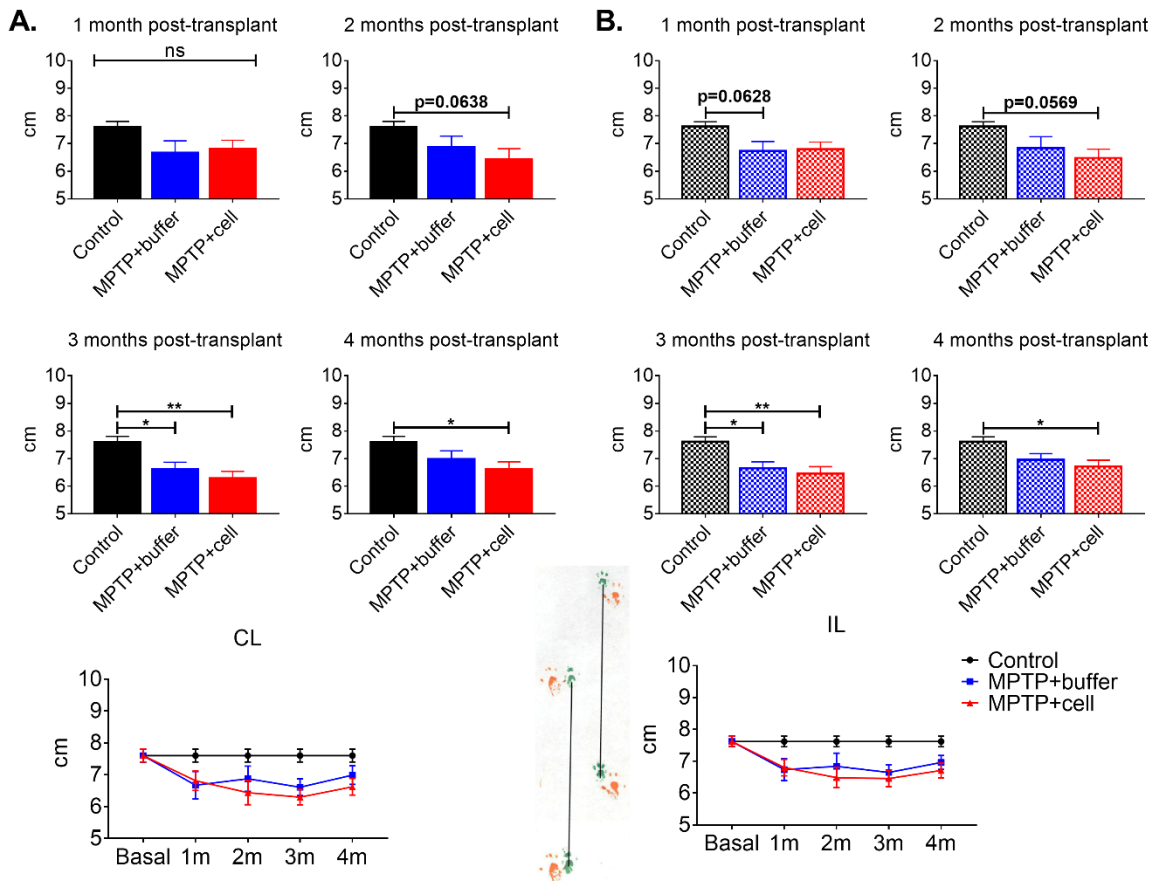 A.
1 month post-transplant
ns
10
9
8
7
6
5
cm
Control
MPTP+buffer
MPTP+cell
2 months post-transplant
p=0.0638
10
9
8
7
6
5
cm
Control
MPTP+buffer
MPTP+cell
B.
1 month post-transplant
p=0.0628
10
9
8
7
6
5
cm
Control
MPTP+buffer
MPTP+cell
2 months post-transplant
p=0.0569
10
9
8
7
6
5
cm
Control
MPTP+buffer
MPTP+cell
3 months post-transplant
**
*
10
9
8
7
6
5
cm
Control
MPTP+buffer
MPTP+cell
4 months post-transplant
*
10
9
8
7
6
5
cm
Control
MPTP+buffer
MPTP+cell
3 months post-transplant
**
*
10
9
8
7
6
5
cm
Control
MPTP+buffer
MPTP+cell
4 months post-transplant
*
10
9
8
7
6
5
cm
Control
MPTP+buffer
MPTP+cell
CL
10
9
8
7
6
5
cm
Basal 1m 2m 3m 4m
IL
10
9
8
7
6
5
cm
Basal 1m 2m 3m 4m
Control
MPTP+buffer
MPTP+cell